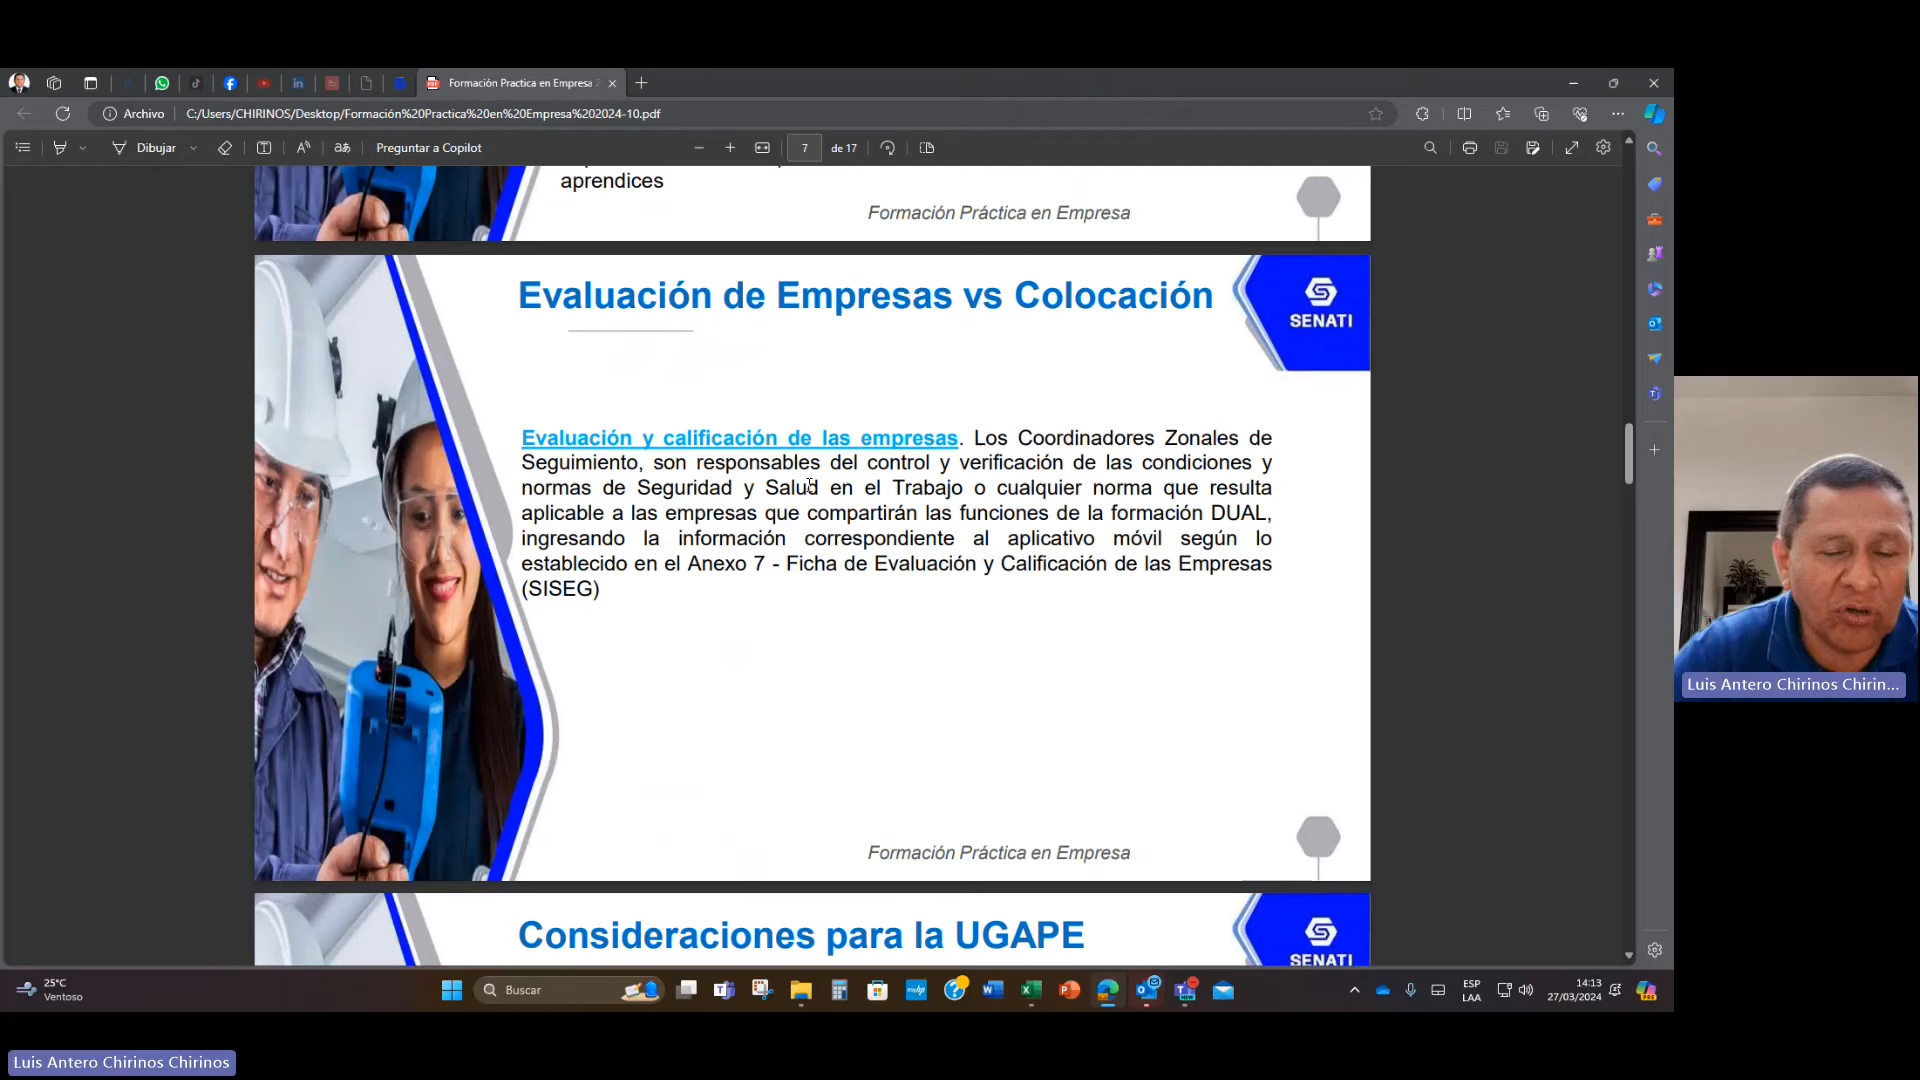 Formación Practica en Empresa 2
Archivo
C:/Users/CHIRINOS/Desktop/Formación%20Practica%20en%20Empresa%202024-10.pdf
Dibujar
Preguntar a Copilot
7
de 17
aprendices
Formación Práctica en Empresa
Evaluación de Empresas vs Colocación
SENATI
Evaluación y calificación de las empresas. Los Coordinadores Zonales de
Seguimiento, son responsables del control y verificación de las condiciones y
normas de Seguridad y Salud en el Trabajo o cualquier norma que resulta
aplicable a las empresas que compartirán las funciones de la formación DUAL,
ingresando la información correspondiente al aplicativo móvil según lo
establecido en el Anexo 7 - Ficha de Evaluación y Calificación de las Empresas
(SISEG)
Formación Práctica en Empresa
Consideraciones para la UGAPE
SENATI
Luis Antero Chirinos Chirin...
25°C
Ventoso
Buscar
ESP
LAA
14:13
27/03/2024
Luis Antero Chirinos Chirinos